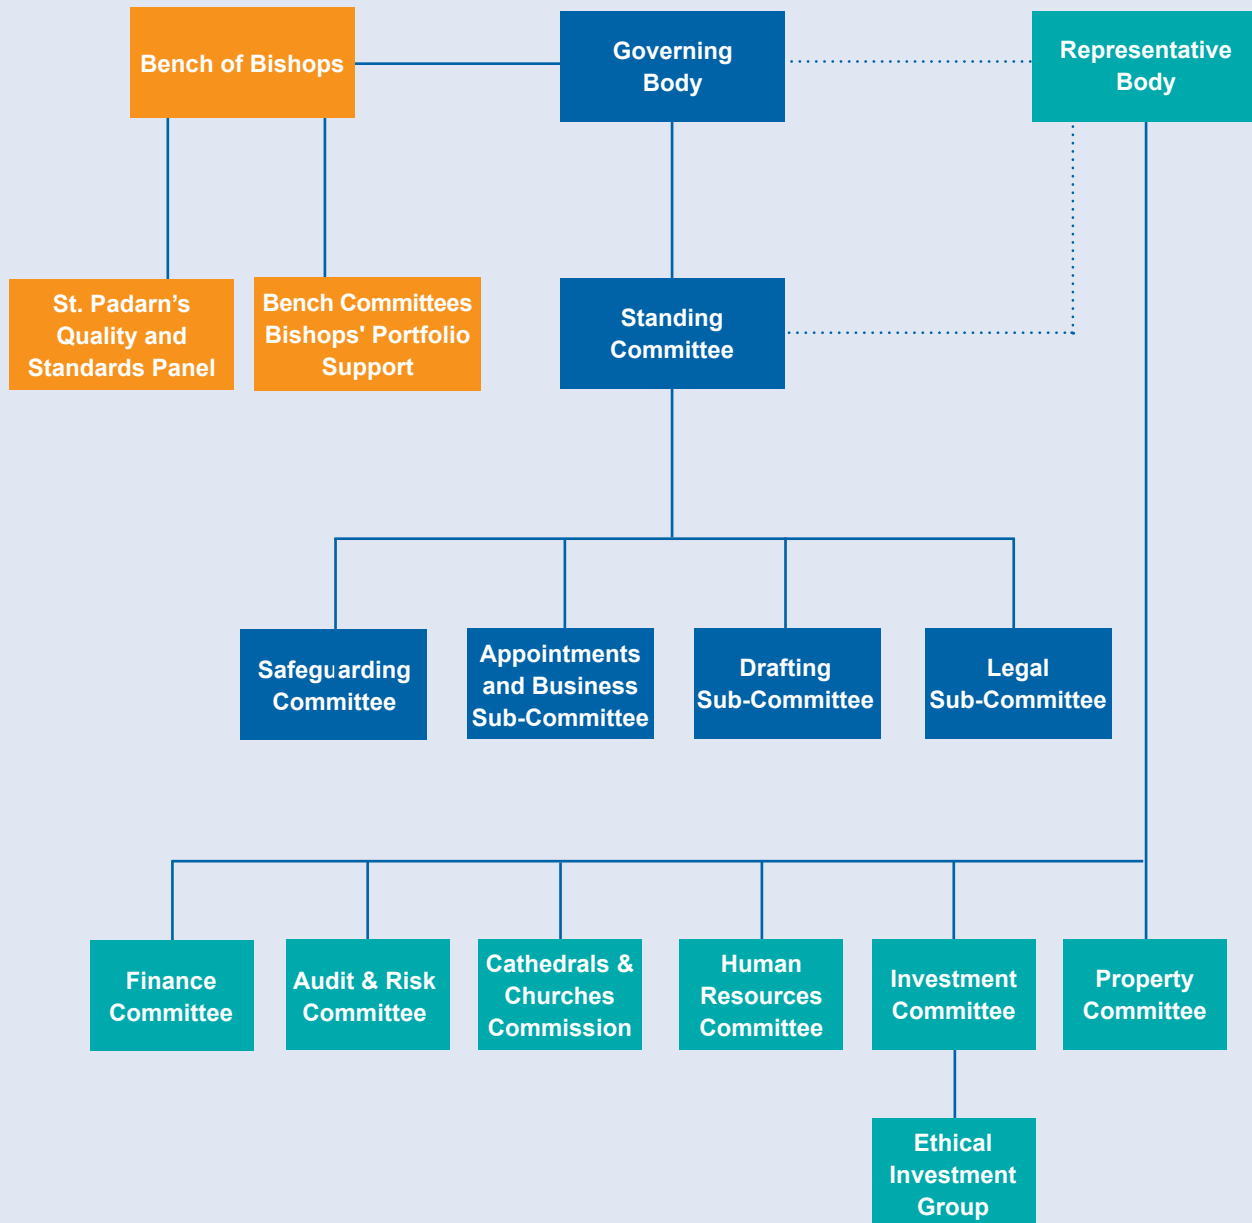 Bench of Bishops
Governing
Body
Representative
Body
St. Padarn’s
Quality and
Standards Panel
Bench Committees
Bishops' Portfolio
Support
Standing
Committee
Safeguarding
Committee
Appointments
and Business
Sub-Committee
Drafting
Sub-Committee
Legal
Sub-Committee
Finance
Committee
Audit & Risk
Committee
Cathedrals &
Churches
Commission
Human
Resources
Committee
Investment
Committee
Property
Committee
Ethical
Investment
Group